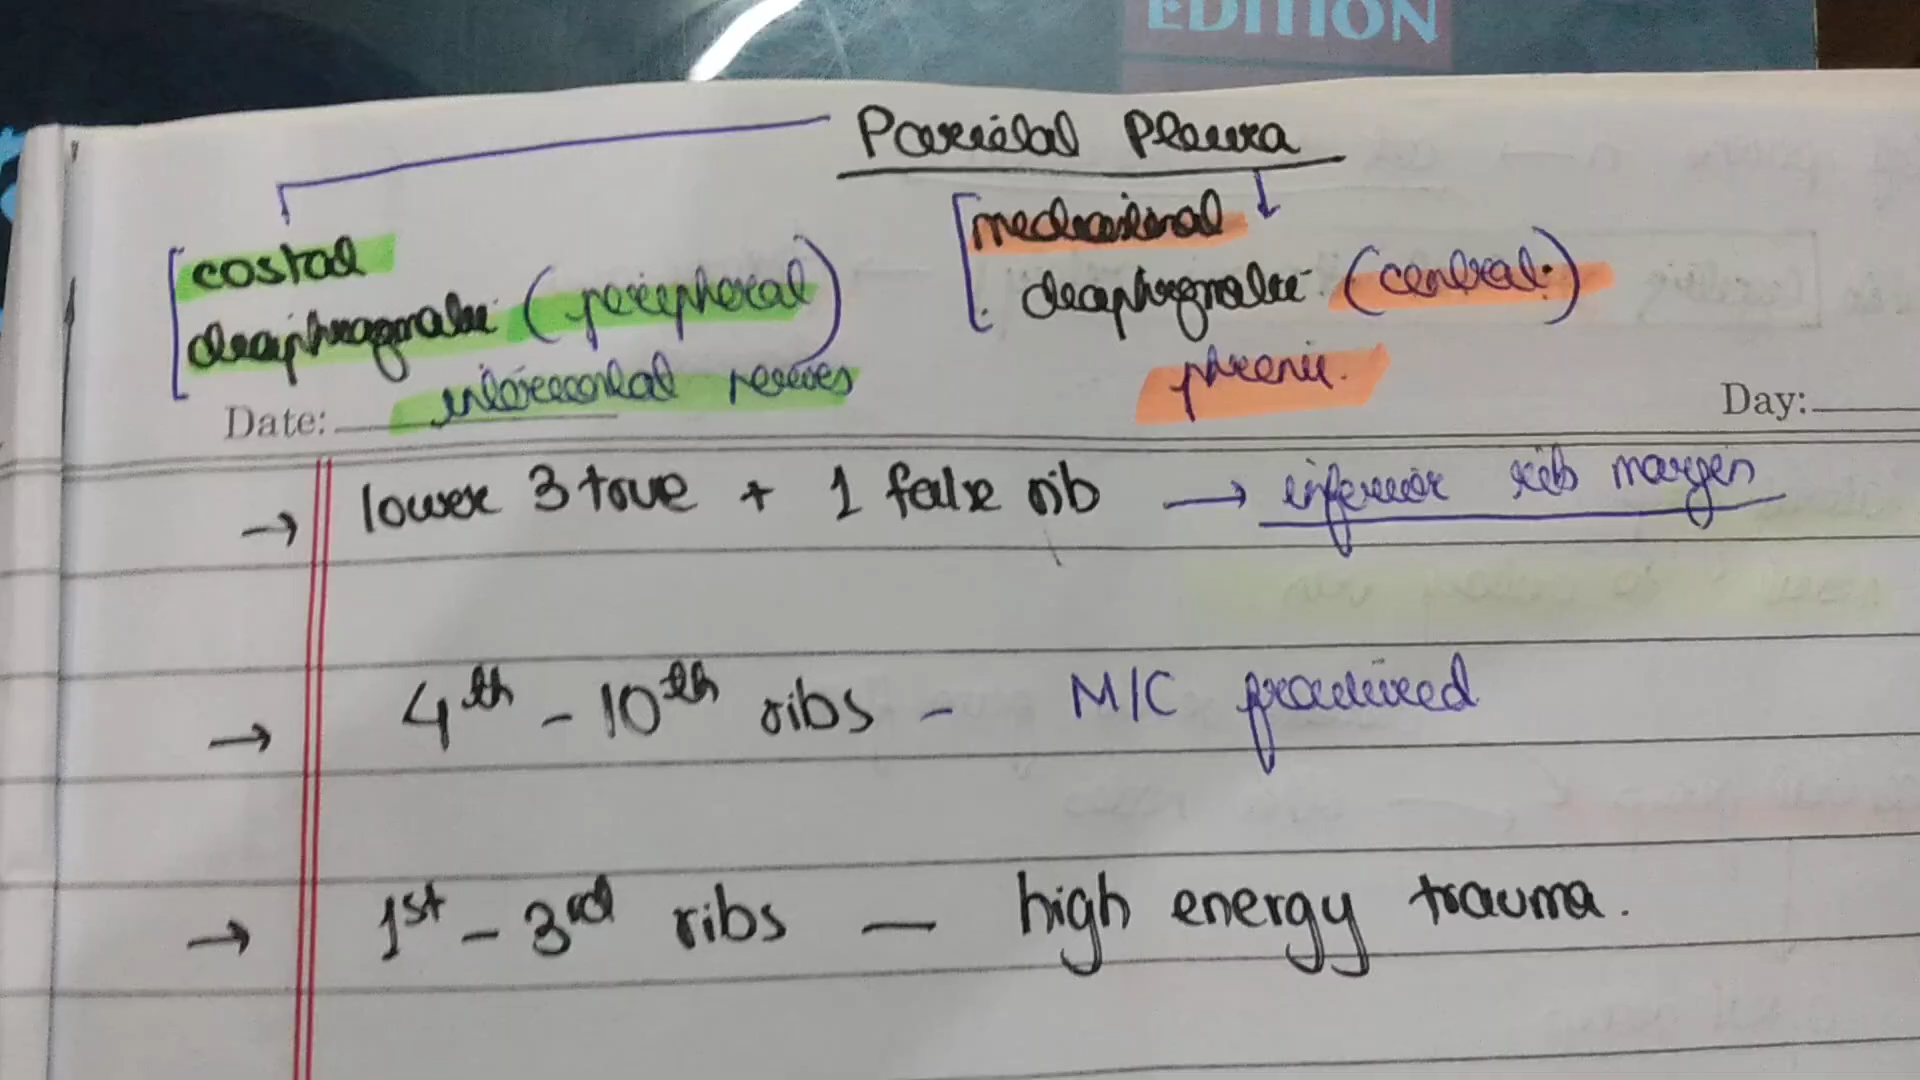 EDITION
Parietal Pleura
costal
diaphragmatic (peripheral)
intercostal nerves
mediastinal
diaphragmatic (central)
phrenic.
Date:
Day:
→ lower 3 true + 1 false rib → inferior rib margin
→ 4th - 10th ribs - M/C fractured
→ 1st - 3rd ribs — high energy trauma.